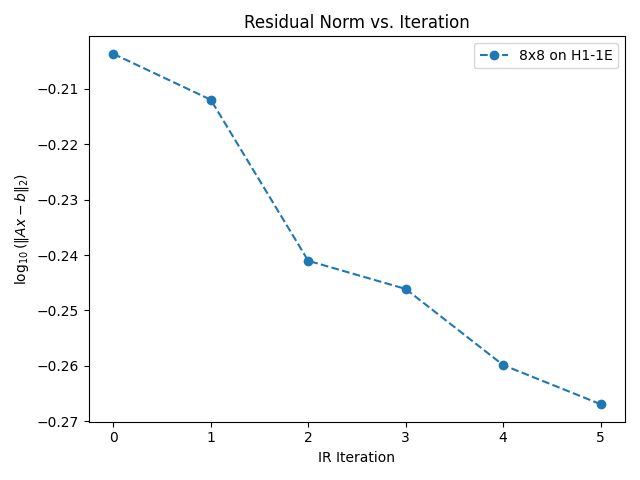 Residual Norm vs. Iteration
8x8 on H1-1E
−0.21
−0.22
−0.23
−0.24
−0.25
−0.26
−0.27
log₁₀(‖Ax − b‖₂)
0 1 2 3 4 5
IR Iteration